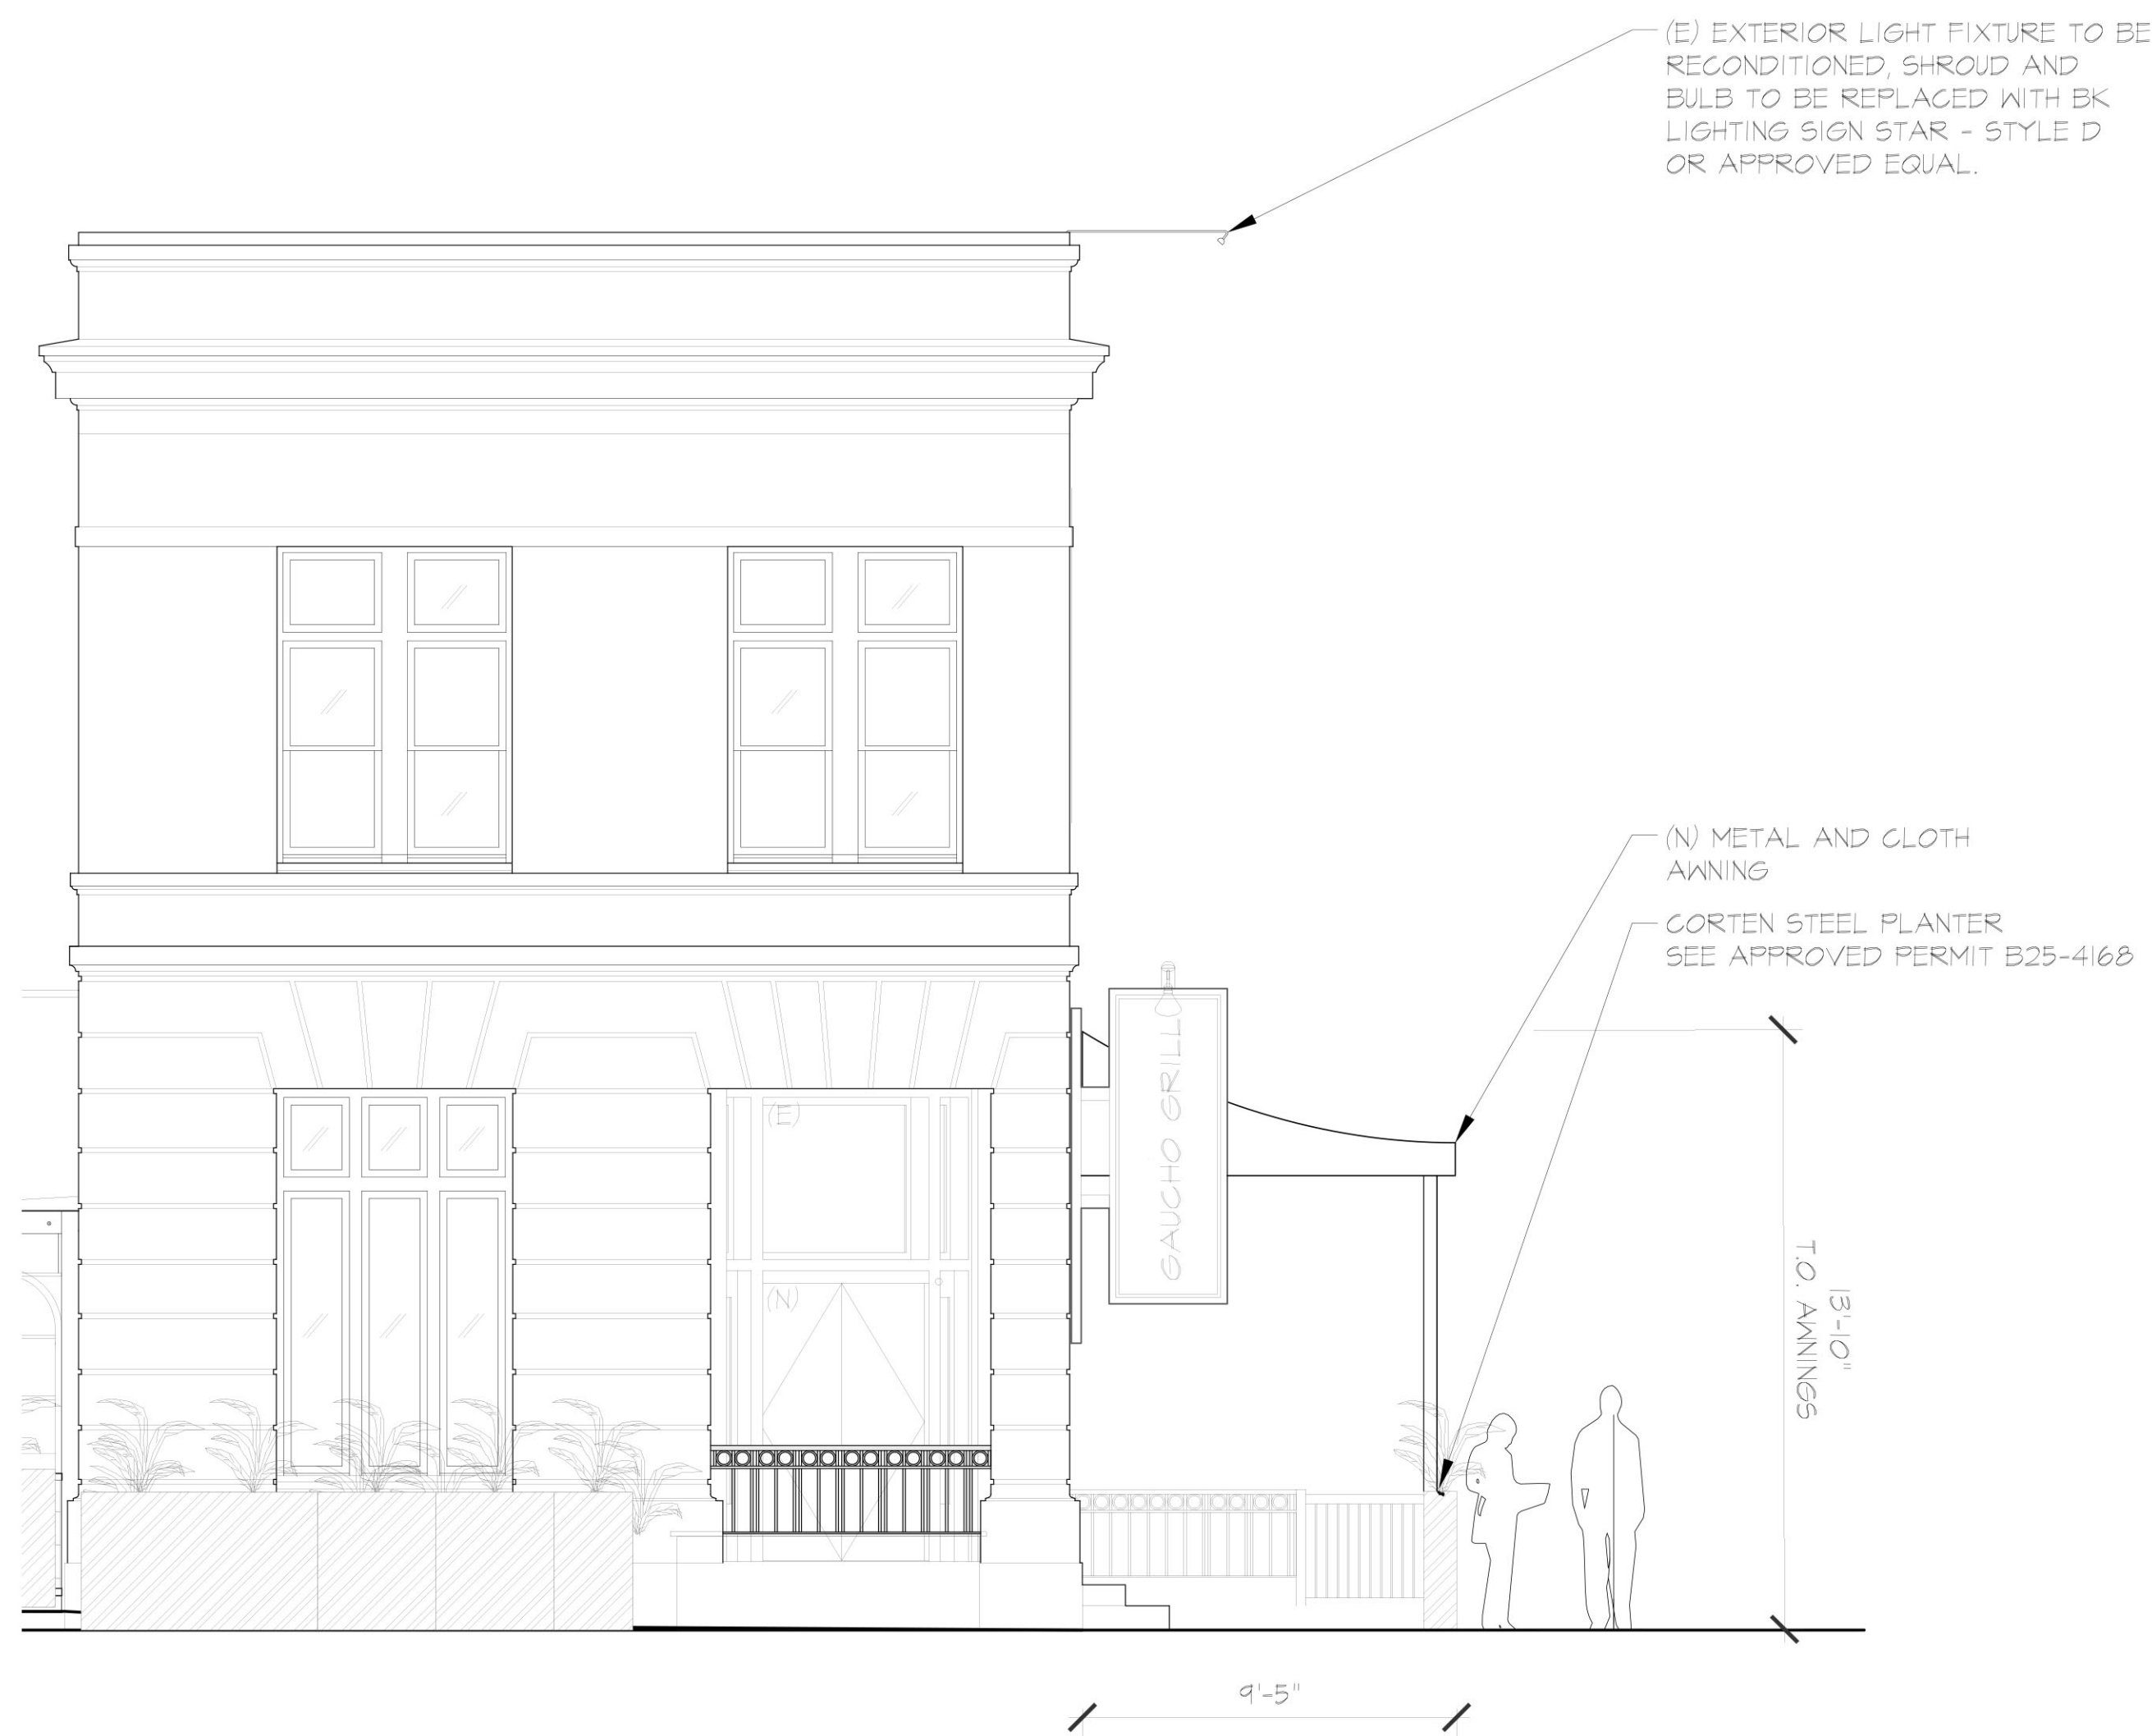 (E) EXTERIOR LIGHT FIXTURE TO BE
RECONDITIONED, SHROUD AND
BULB TO BE REPLACED WITH BK
LIGHTING SIGN STAR - STYLE D
OR APPROVED EQUAL.
(N) METAL AND CLOTH
AWNING
CORTEN STEEL PLANTER
SEE APPROVED PERMIT B25-4168
GAUCHO GRILL
(E)
(N)
13'-10"
T.O. AWNINGS
9'-5"